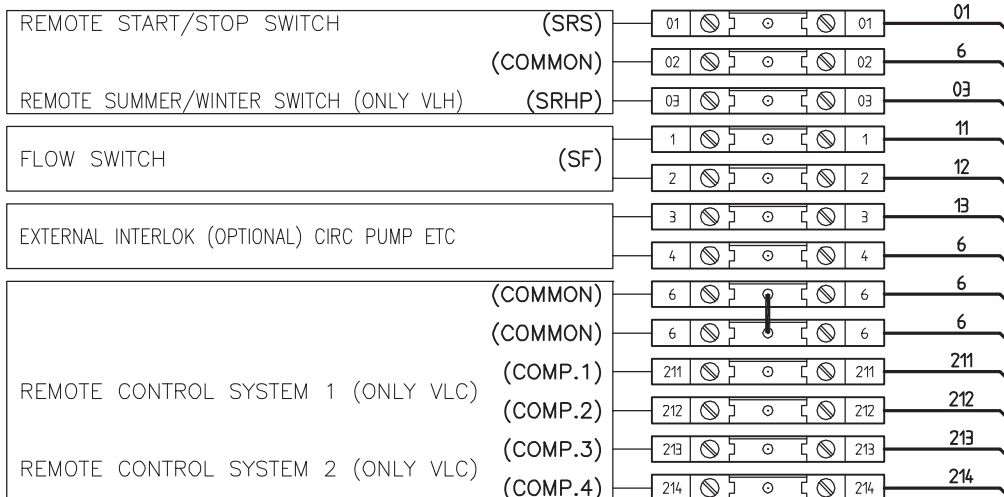 REMOTE START/STOP SWITCH (SRS) 01 01 01
(COMMON) 02 02 6
REMOTE SUMMER/WINTER SWITCH (ONLY VLH) (SRHP) 03 03 03
FLOW SWITCH (SF) 1 1 11
2 2 12
EXTERNAL INTERLOK (OPTIONAL) CIRC PUMP ETC 3 3 13
4 4 6
(COMMON) 6 6 6
(COMMON) 6 6 6
REMOTE CONTROL SYSTEM 1 (ONLY VLC) (COMP.1) 211 211 211
(COMP.2) 212 212 212
REMOTE CONTROL SYSTEM 2 (ONLY VLC) (COMP.3) 213 213 213
(COMP.4) 214 214 214